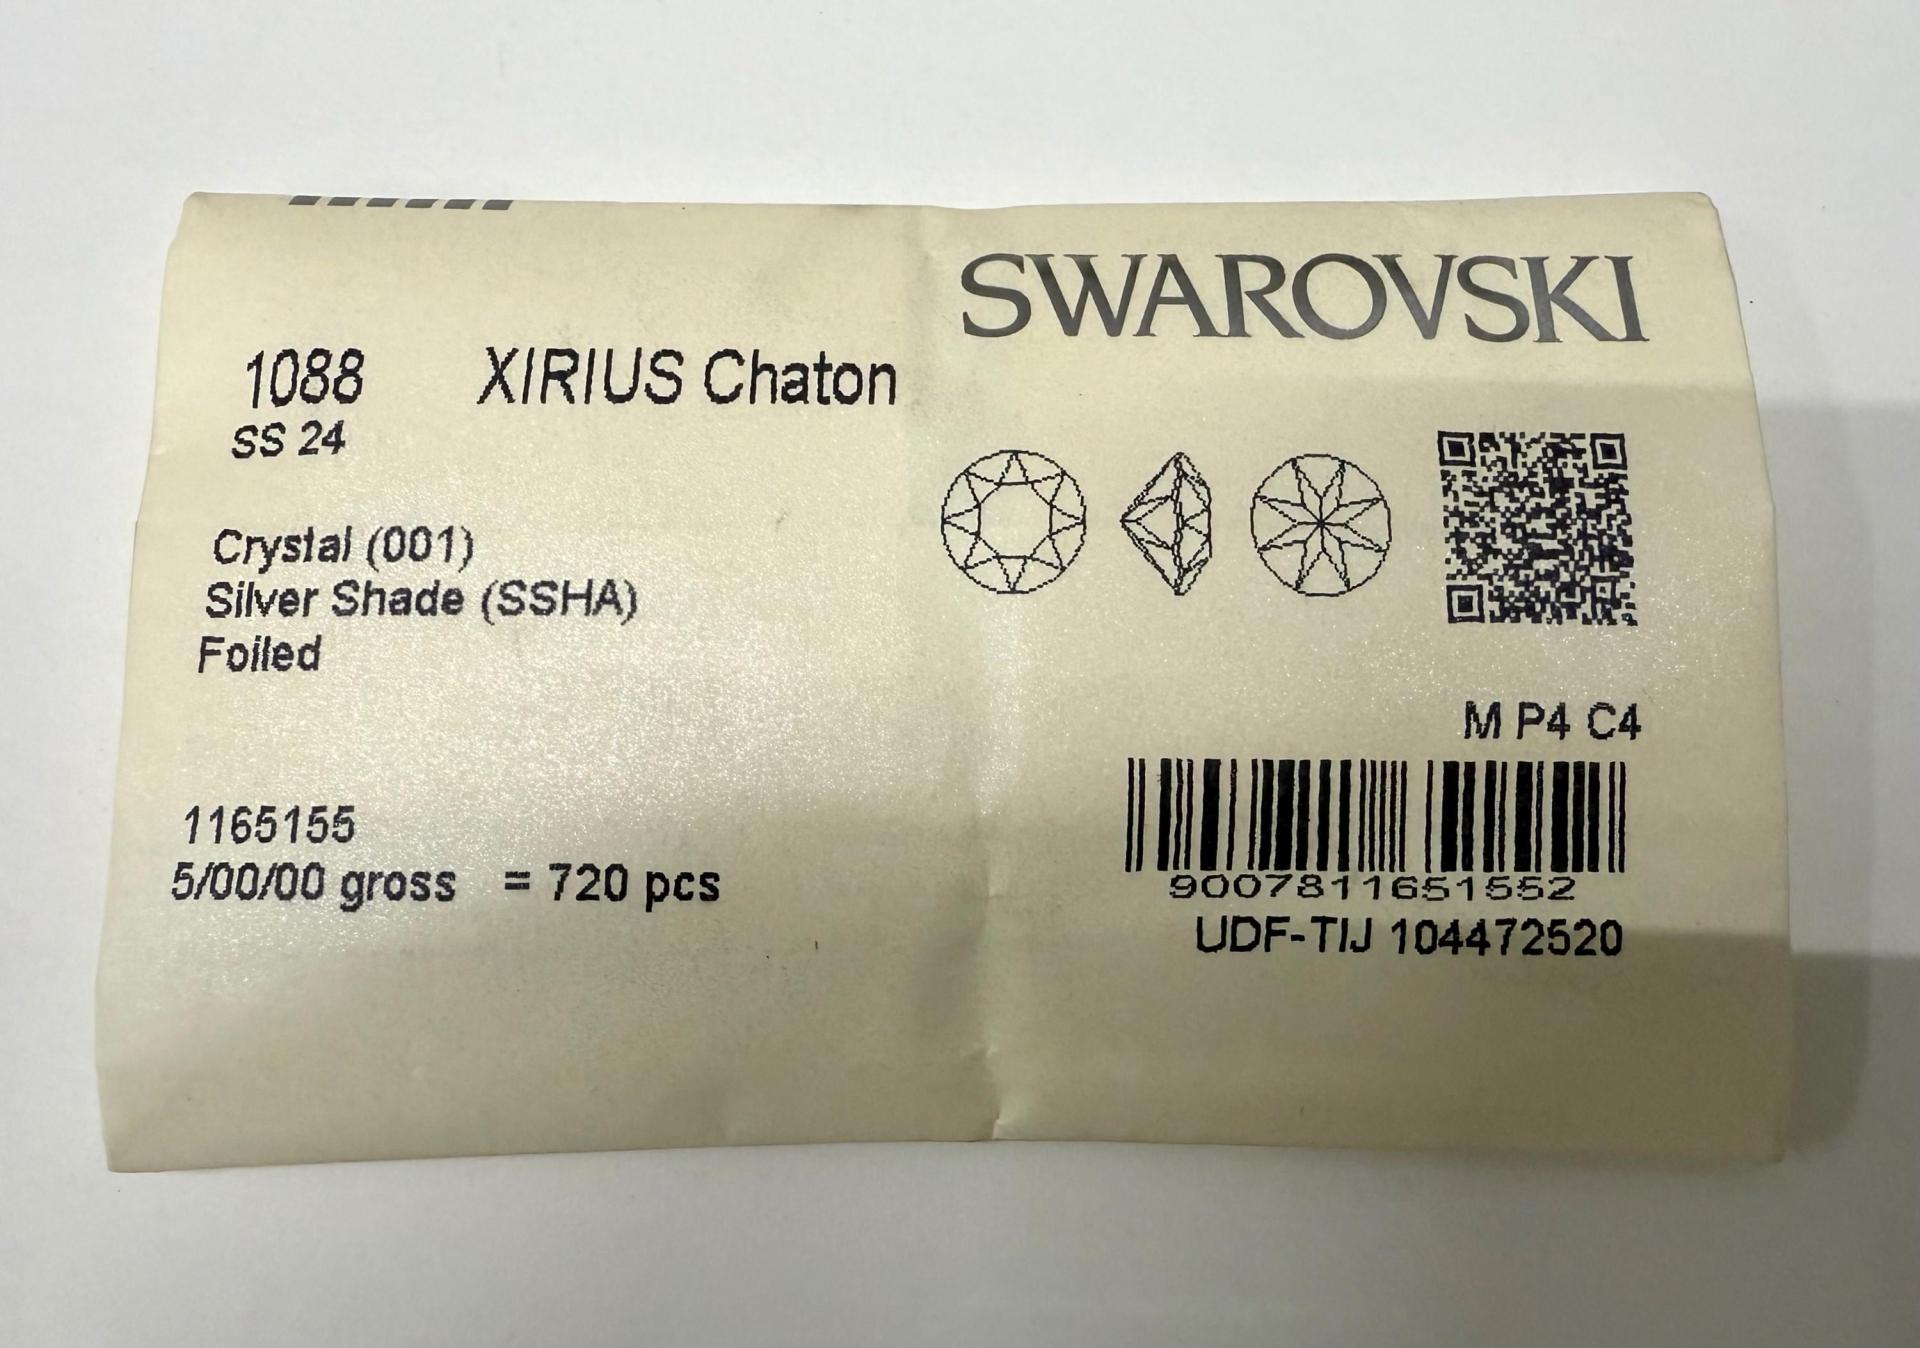 SWAROVSKI
1088 XIRIUS Chaton
SS 24
Crystal (001)
Silver Shade (SSHA)
Foiled
M P4 C4
1165155
5/00/00 gross = 720 pcs
9007811651552
UDF-TIJ 104472520